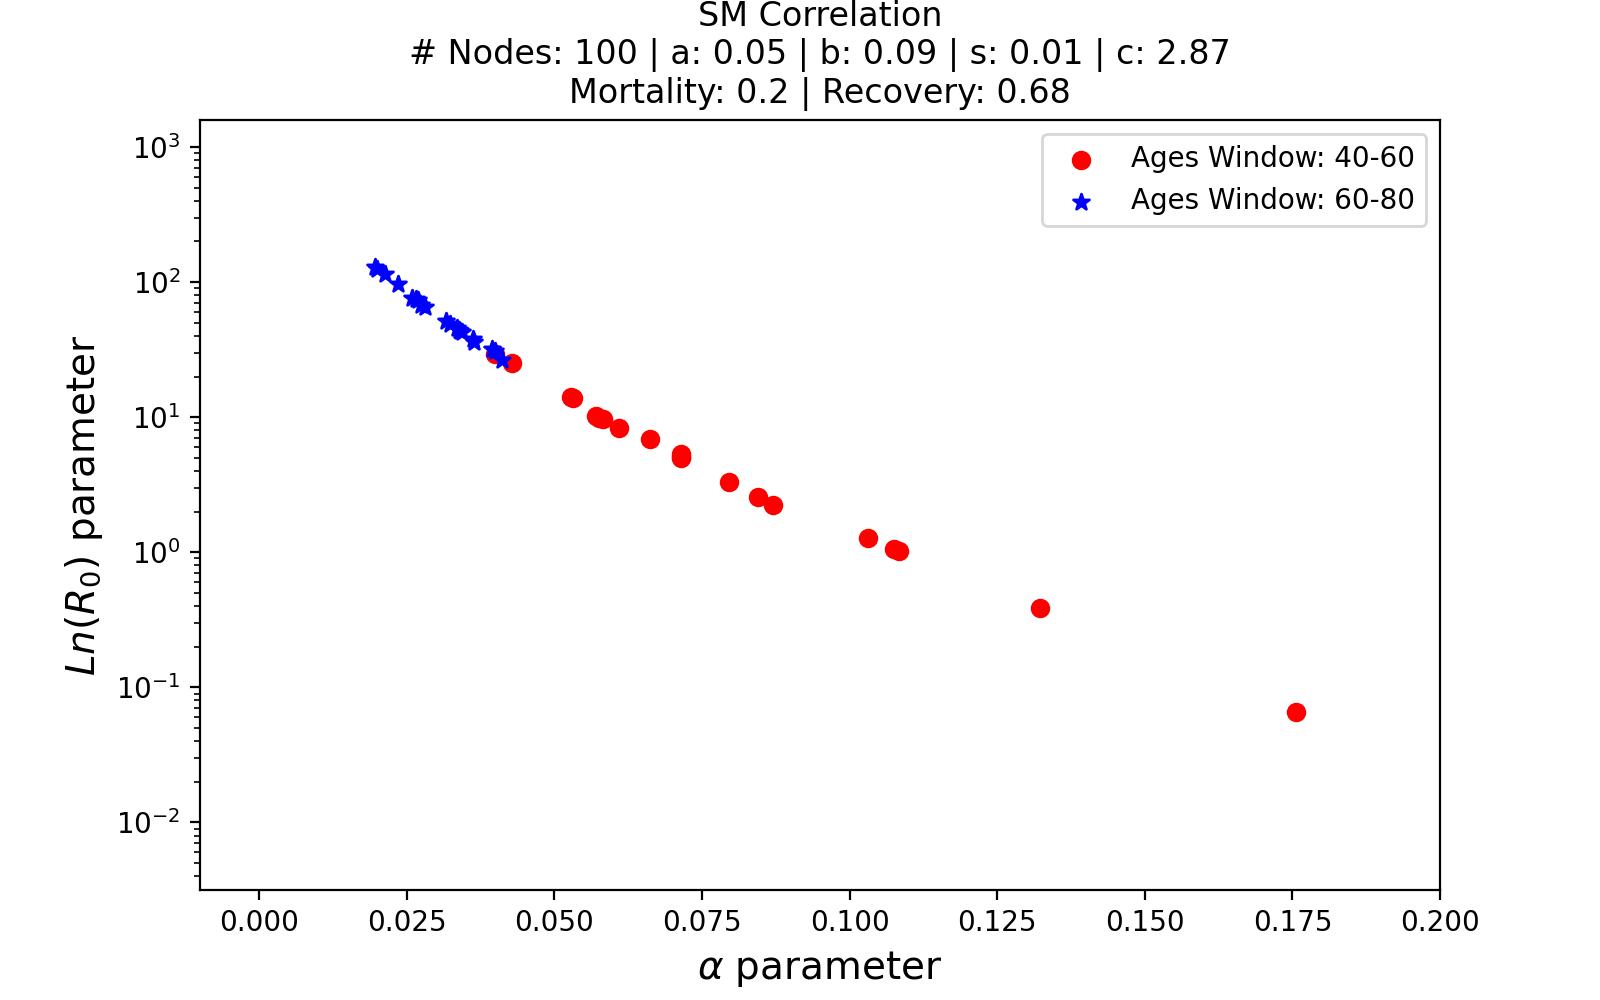 SM Correlation
# Nodes: 100 | a: 0.05 | b: 0.09 | s: 0.01 | c: 2.87
Mortality: 0.2 | Recovery: 0.68
Ages Window: 40-60
Ages Window: 60-80
Ln(R₀) parameter
10³
10²
10¹
10⁰
10⁻¹
10⁻²
0.000 0.025 0.050 0.075 0.100 0.125 0.150 0.175 0.200
α parameter